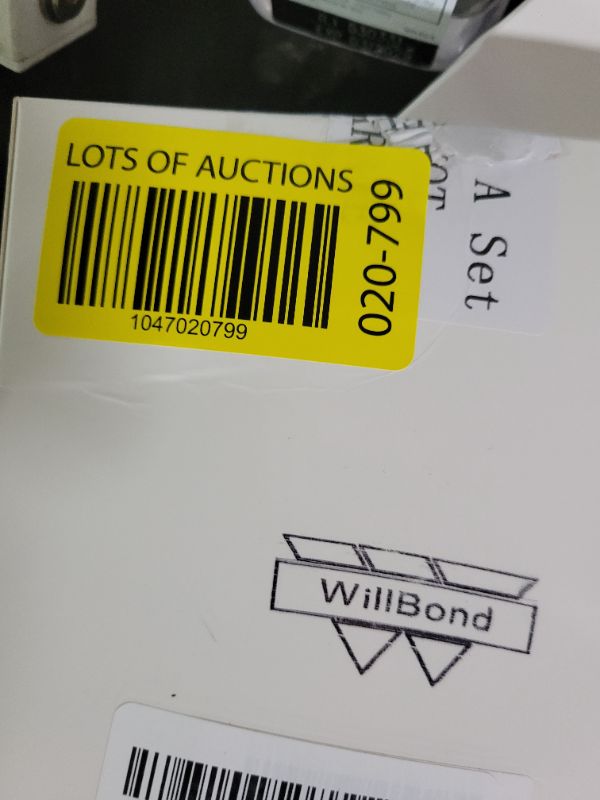 LOTS OF AUCTIONS
1047020799
020-799
A Set
WillBond